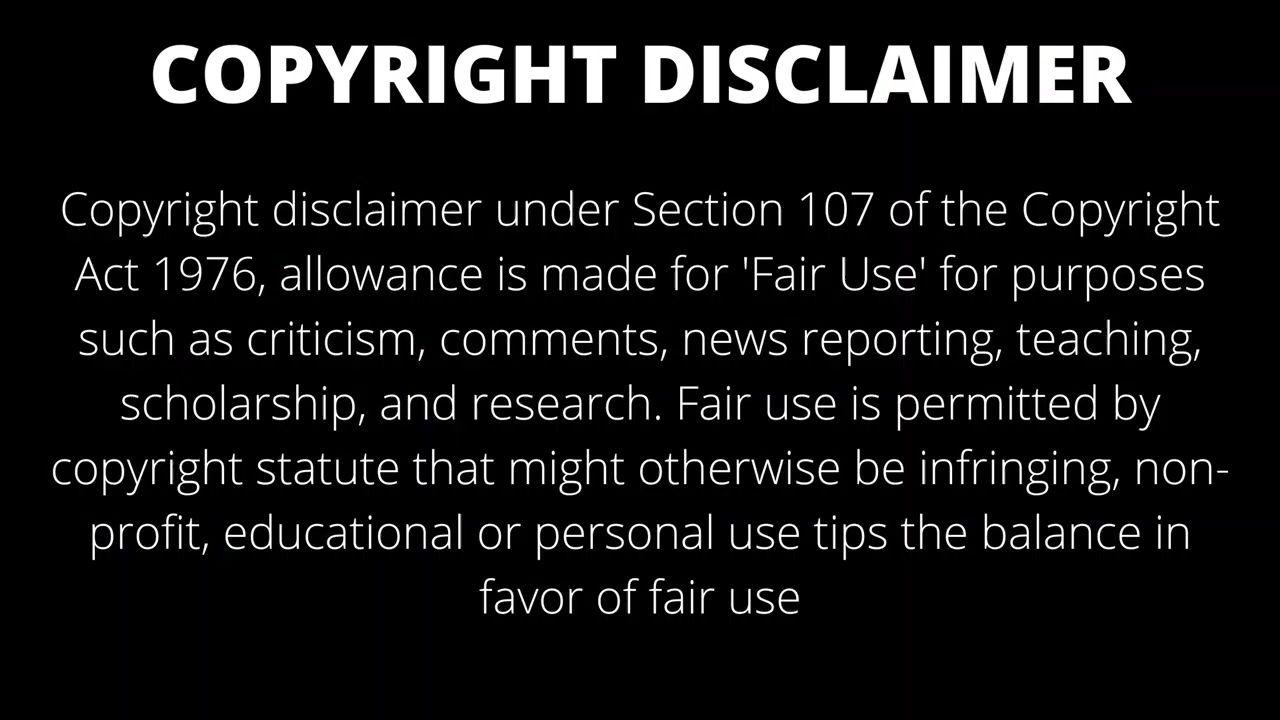 COPYRIGHT DISCLAIMER
Copyright disclaimer under Section 107 of the Copyright
Act 1976, allowance is made for 'Fair Use' for purposes
such as criticism, comments, news reporting, teaching,
scholarship, and research. Fair use is permitted by
copyright statute that might otherwise be infringing, non-
profit, educational or personal use tips the balance in
favor of fair use